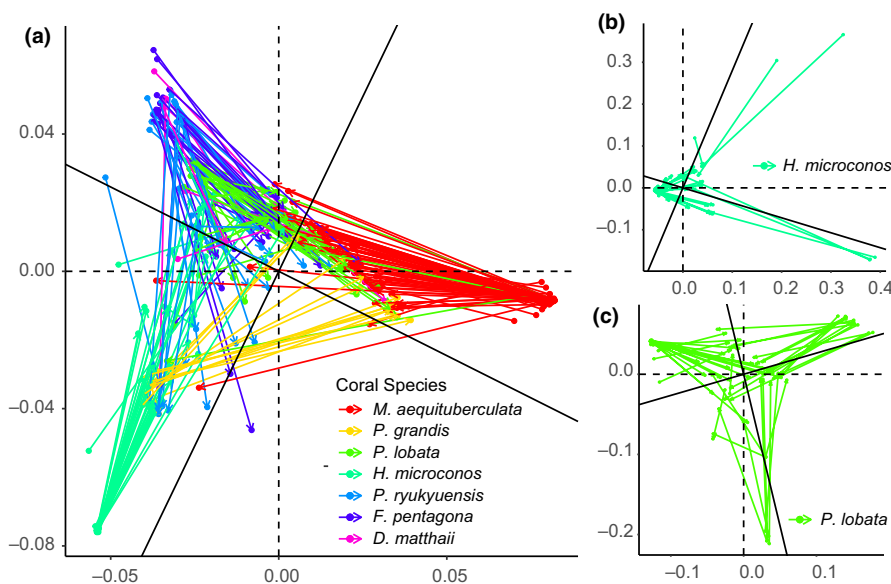 (a)
0.04
0.00
−0.04
−0.08
−0.05
0.00
0.05
Coral Species
M. aequituberculata
P. grandis
P. lobata
H. microconos
P. ryukyuensis
F. pentagona
D. matthaii
(b)
0.3
0.2
0.1
0.0
−0.1
0.0
0.1
0.2
0.3
0.4
H. microconos
(c)
0.0
−0.1
−0.2
−0.1
0.0
0.1
P. lobata